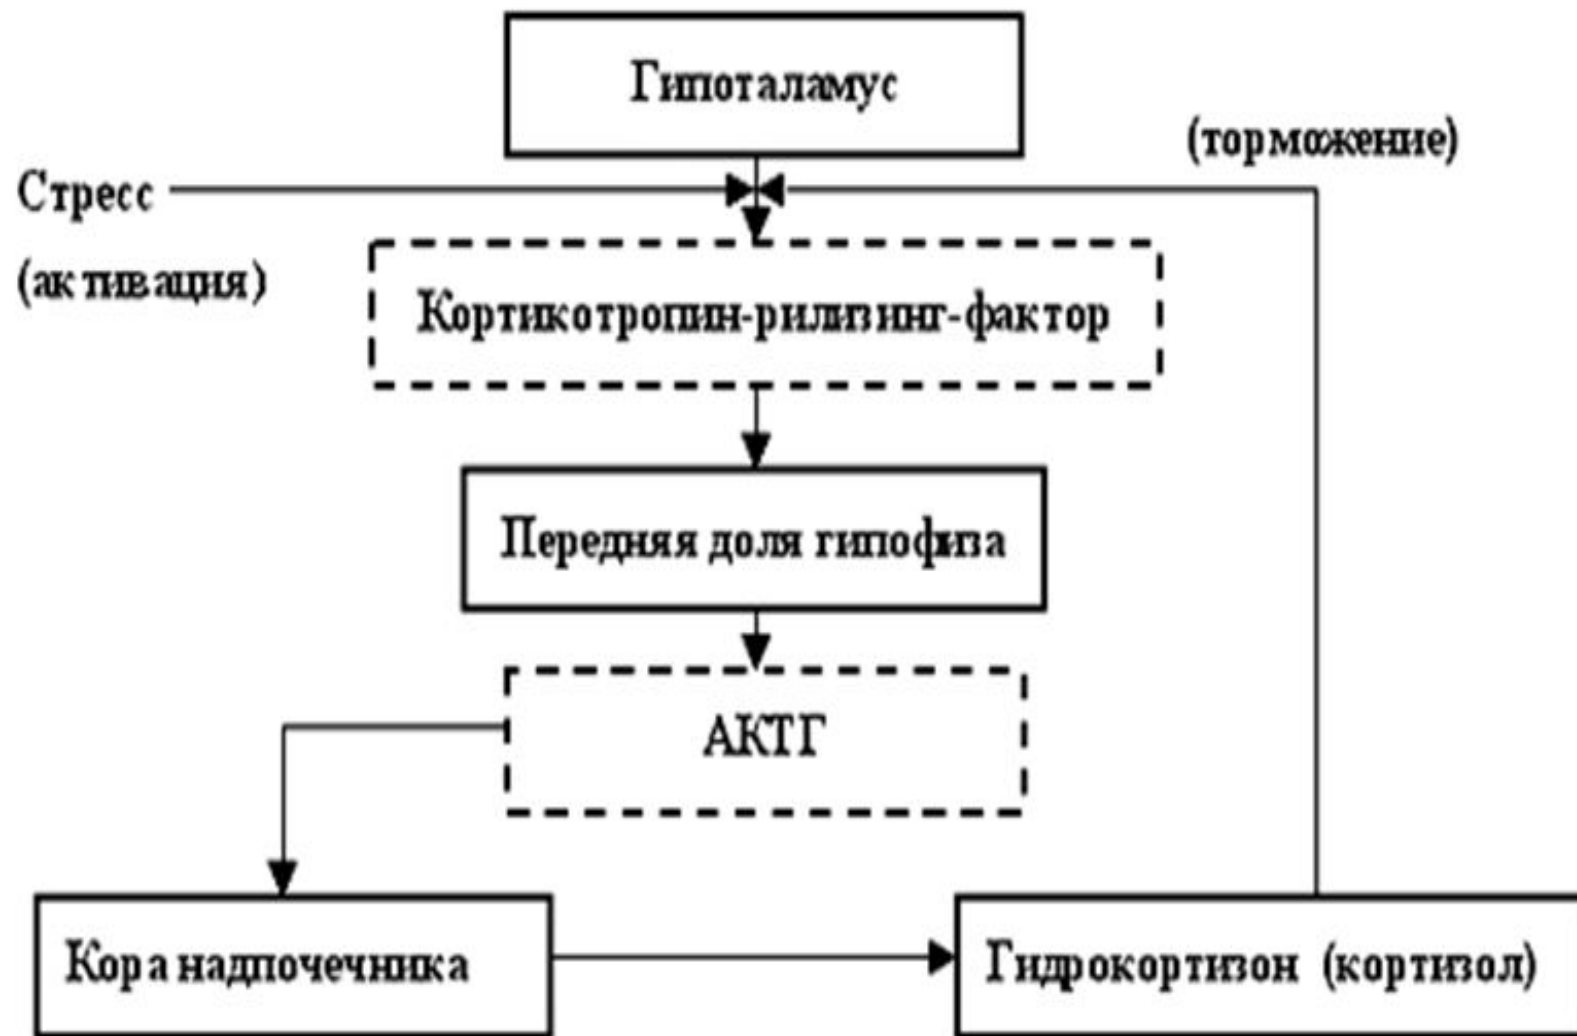 Гипоталамус
(торможение)
Стресс
(активация)
Кортикотропин-рилизинг-фактор
Передняя доля гипофиза
АКТГ
Кора надпочечника
Гидрокортизон (кортизол)